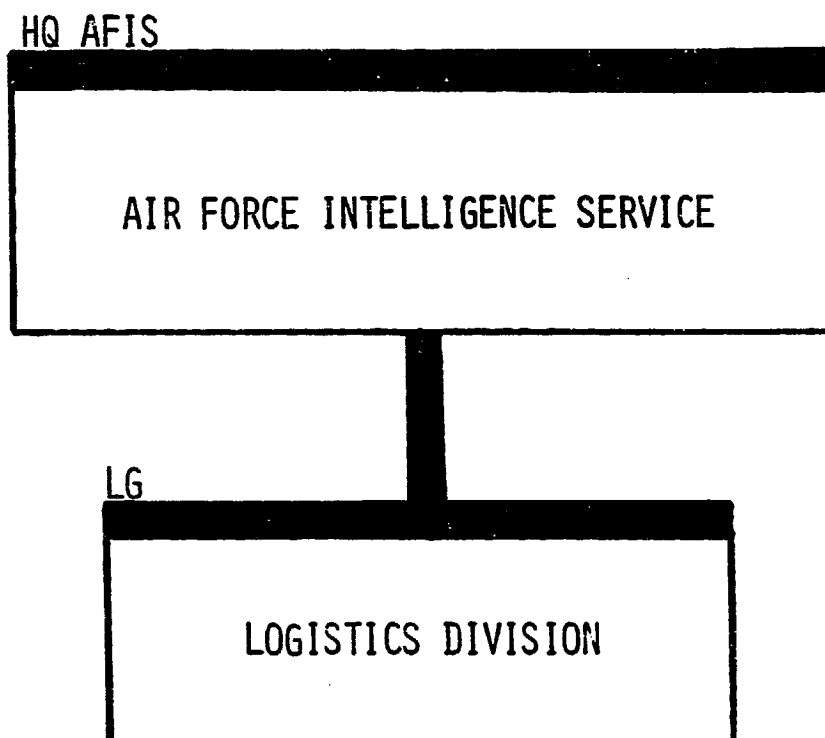 HQ AFIS
AIR FORCE INTELLIGENCE SERVICE
LG
LOGISTICS DIVISION